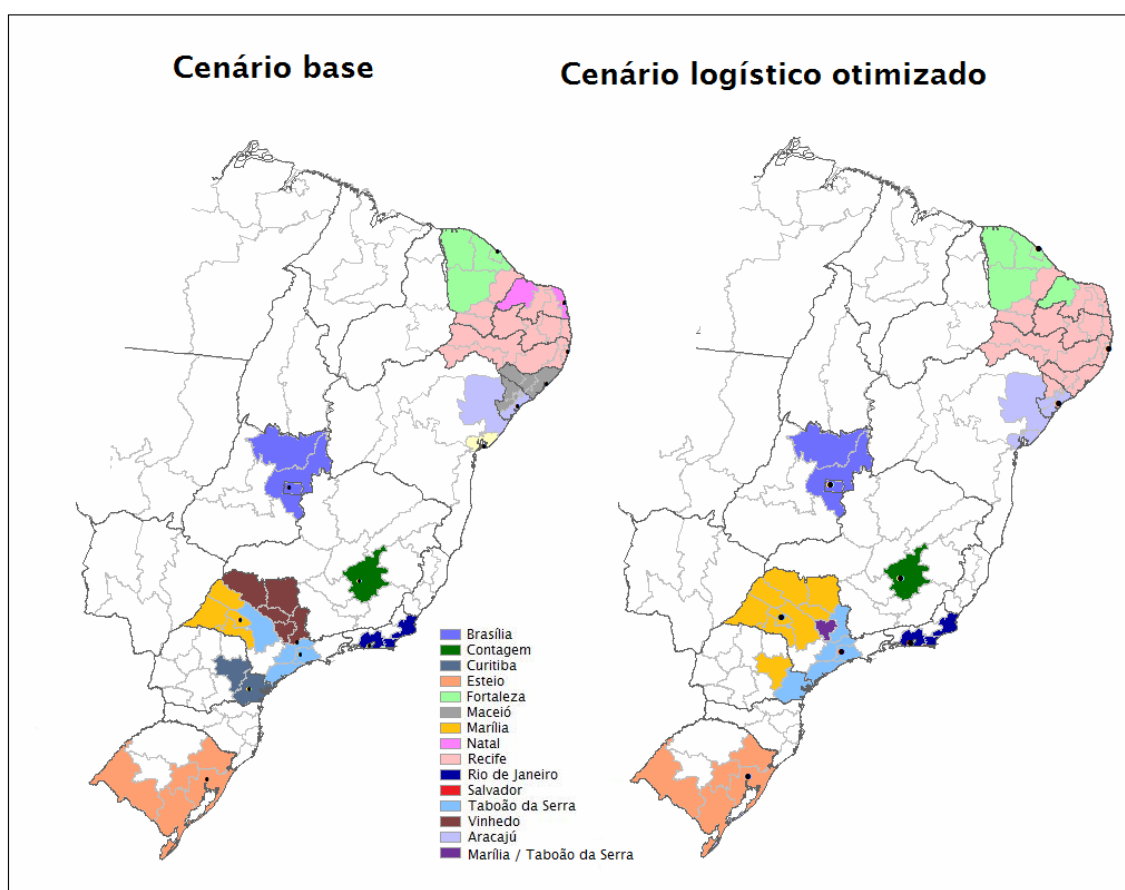 Cenário base
Cenário logístico otimizado
Brasília
Contagem
Curitiba
Esteio
Fortaleza
Maceió
Marília
Natal
Recife
Rio de Janeiro
Salvador
Taboão da Serra
Vinhedo
Aracajú
Marília / Taboão da Serra